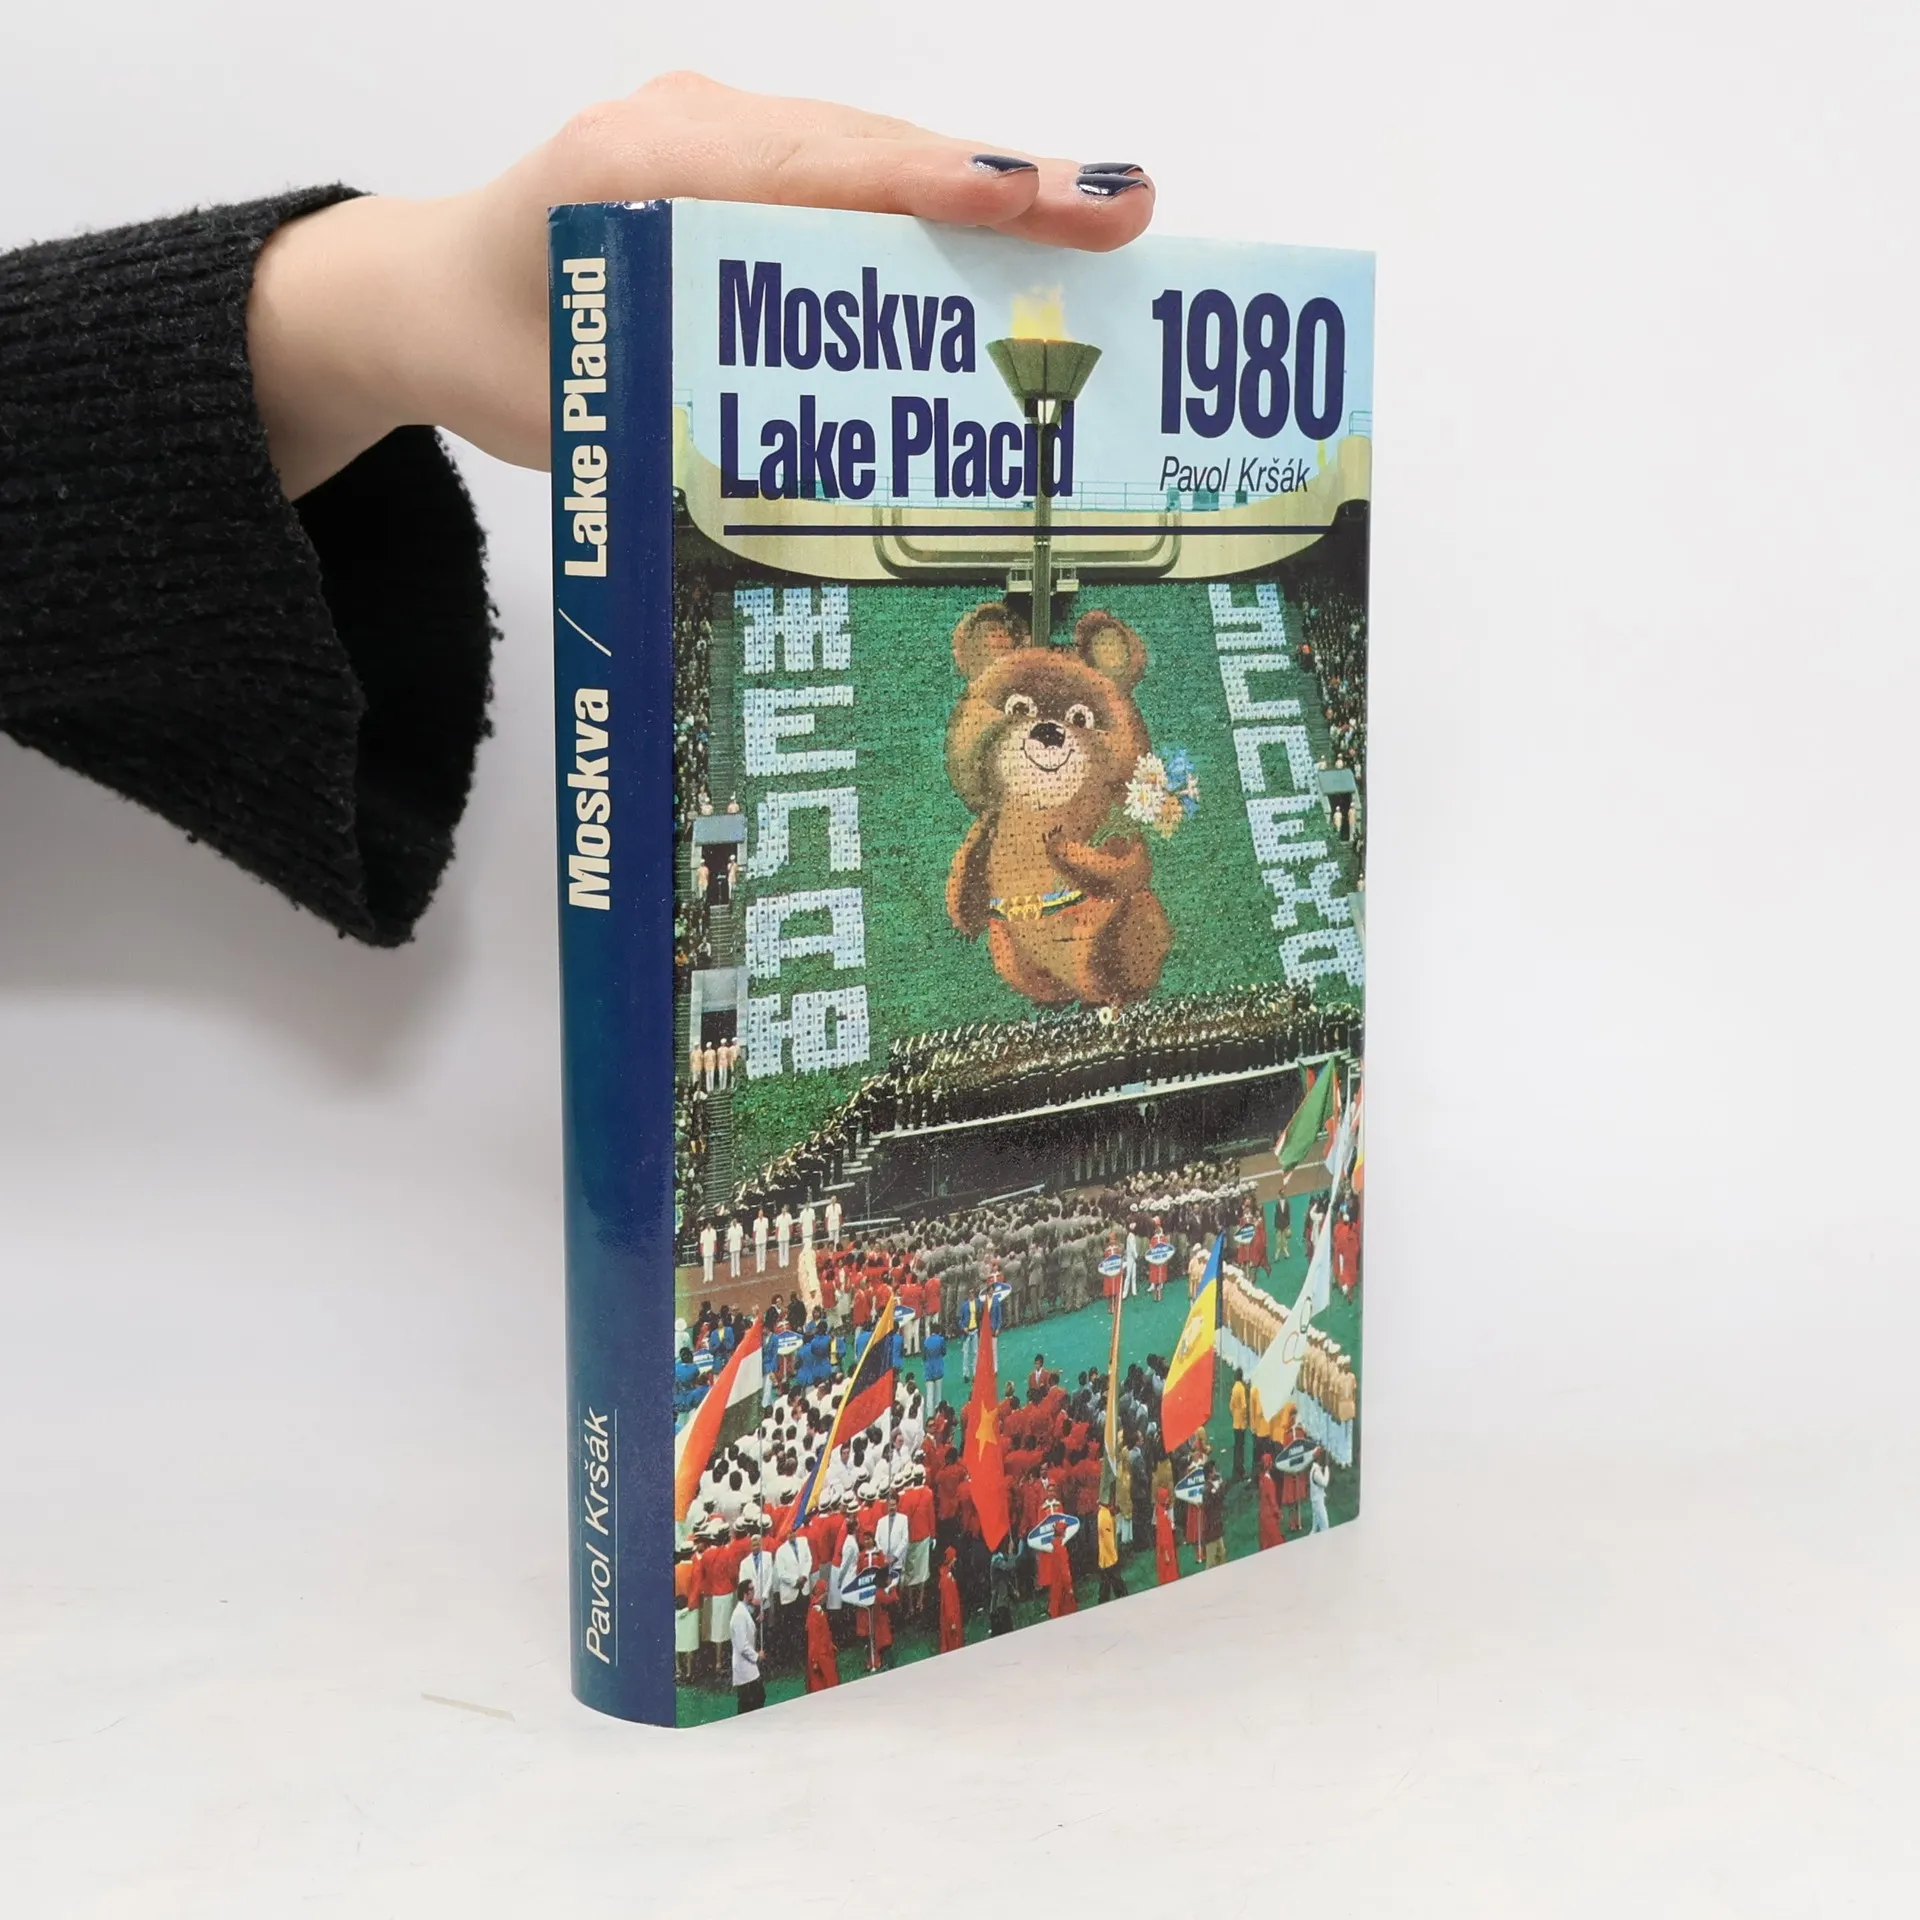 Moskva
Lake Placid
1980
Pavol Kršák
ЖЕЛАЮ
УСПЕХА
Moskva / Lake Placid
Pavol Kršák